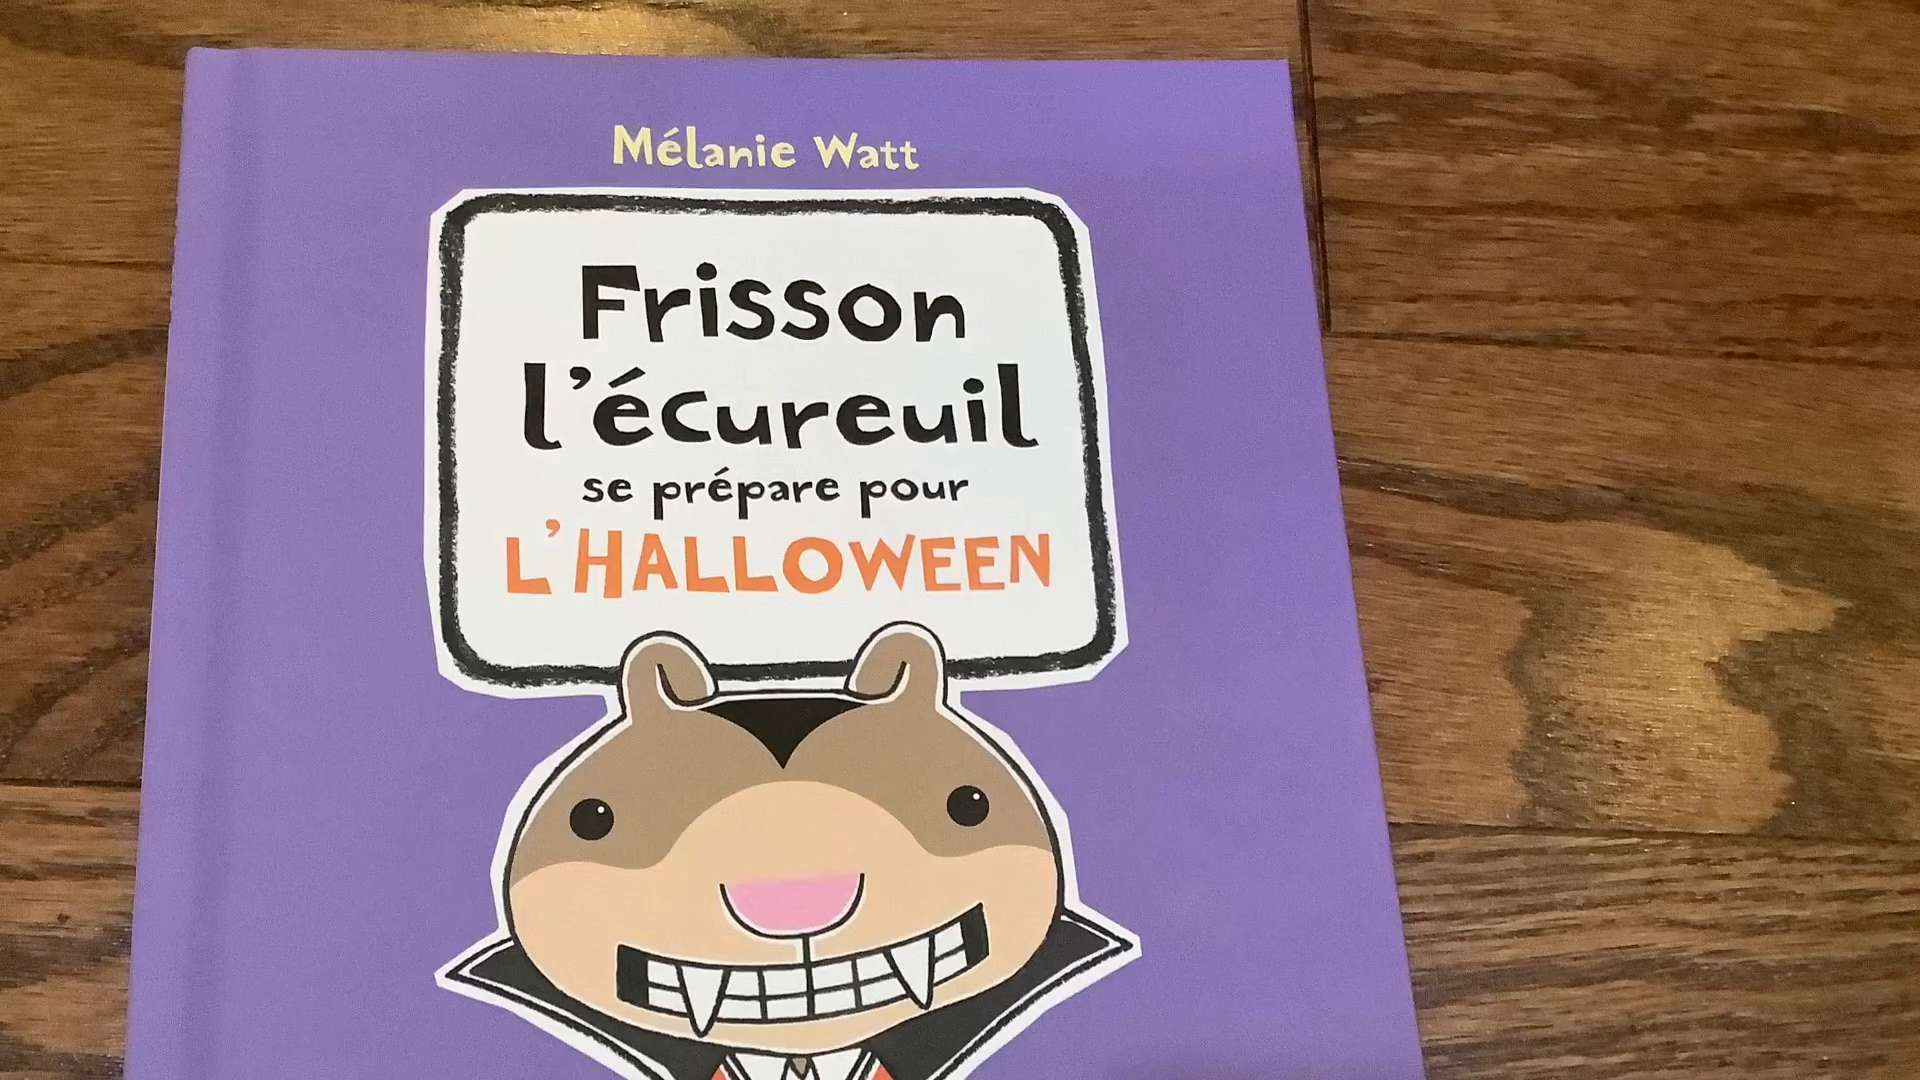 Mélanie Watt
Frisson
l'écureuil
se prépare pour
L'HALLOWEEN